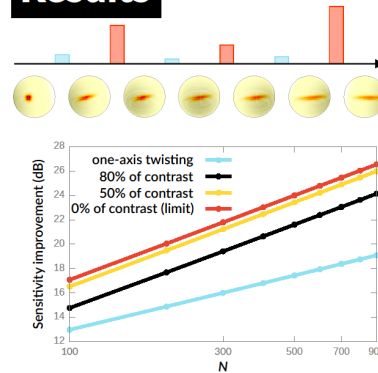 Results
28
26
24
22
20
18
16
14
12
Sensitivity improvement (dB)
one-axis twisting
80% of contrast
50% of contrast
0% of contrast (limit)
100
300
500
700
N